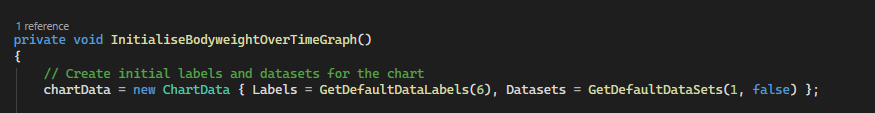 1 reference
private void InitialiseBodyweightOverTimeGraph()
{
// Create initial labels and datasets for the chart
chartData = new ChartData { Labels = GetDefaultDataLabels(6), Datasets = GetDefaultDataSets(1, false) };